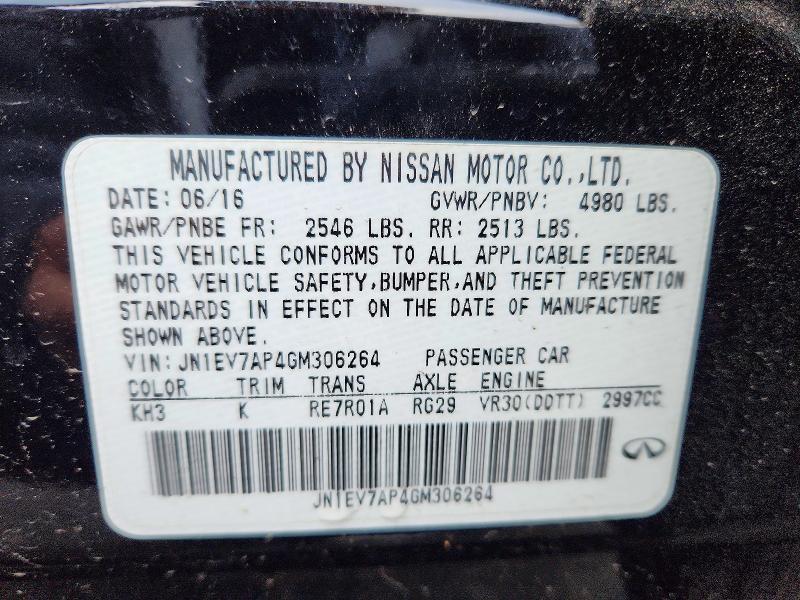 MANUFACTURED BY NISSAN MOTOR CO.,LTD.
DATE: 06/16 GVWR/PNBV: 4980 LBS.
GAWR/PNBE FR: 2546 LBS. RR: 2513 LBS.
THIS VEHICLE CONFORMS TO ALL APPLICABLE FEDERAL
MOTOR VEHICLE SAFETY,BUMPER,AND THEFT PREVENTION
STANDARDS IN EFFECT ON THE DATE OF MANUFACTURE
SHOWN ABOVE.
VIN: JN1EV7AP4GM306264 PASSENGER CAR
COLOR TRIM TRANS AXLE ENGINE
KH3 K RE7R01A RG29 VR30(DDTT) 2997CC
JN1EV7AP4GM306264